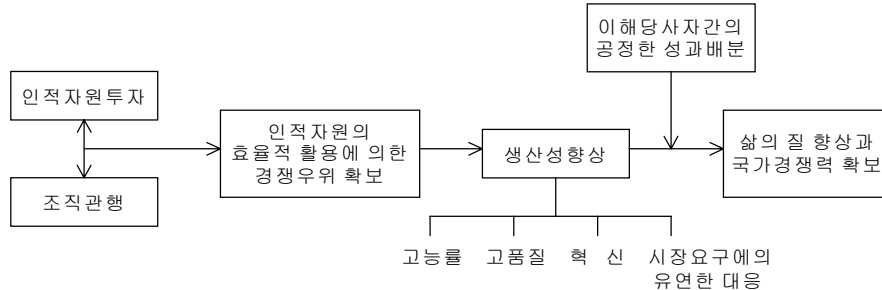 이해당사자간의
공정한 성과배분
인적자원투자
인적자원의
효율적 활용에 의한
경쟁우위 확보
생산성향상
삶의 질 향상과
국가경쟁력 확보
조직관행
고능률 고품질 혁 신 시장요구에의
유연한 대응